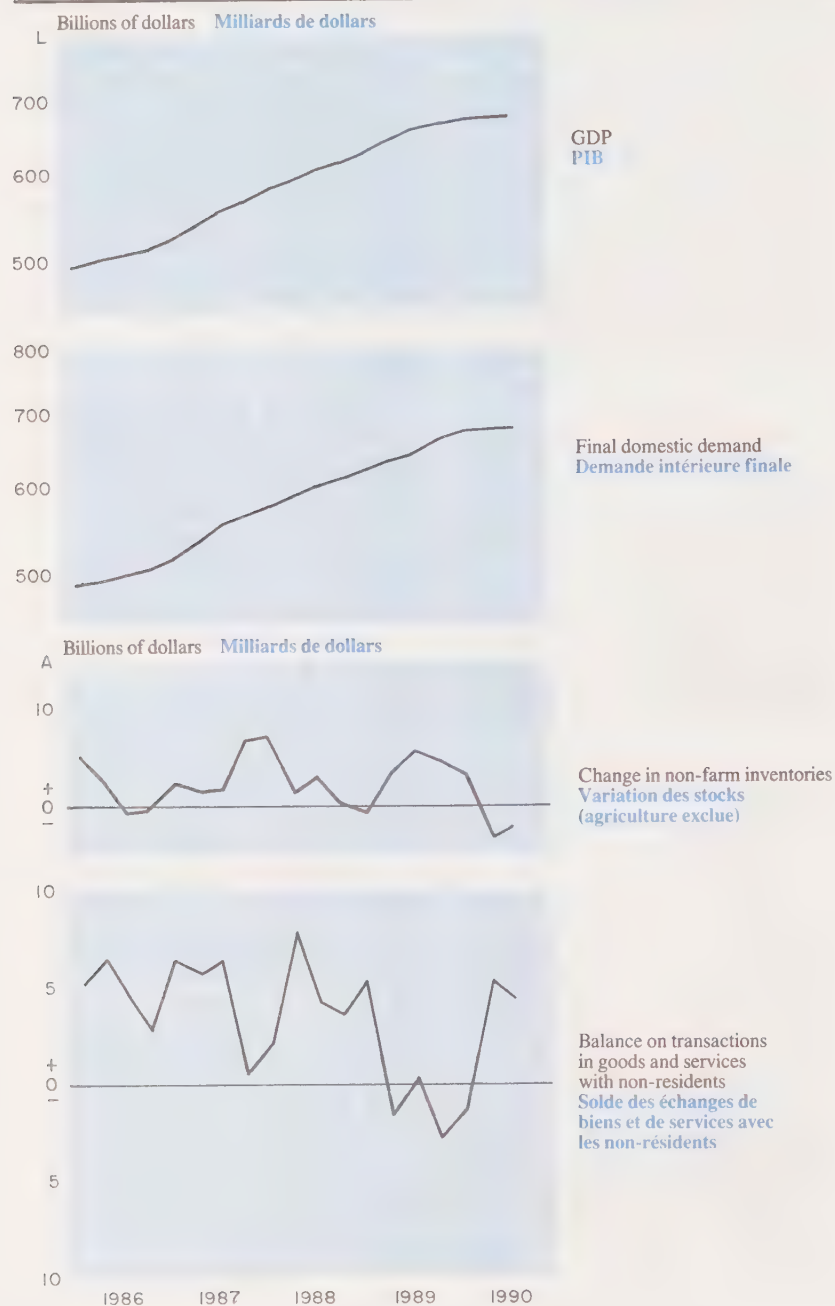 Billions of dollars Milliards de dollars
L
700
600
500
GDP
PIB
800
700
600
500
Final domestic demand
Demande intérieure finale
Billions of dollars Milliards de dollars
A
10
+
0
−
Change in non-farm inventories
Variation des stocks
(agriculture exclue)
10
5
+
0
−
5
10
Balance on transactions
in goods and services
with non-residents
Solde des échanges de
biens et de services avec
les non-résidents
1986 1987 1988 1989 1990